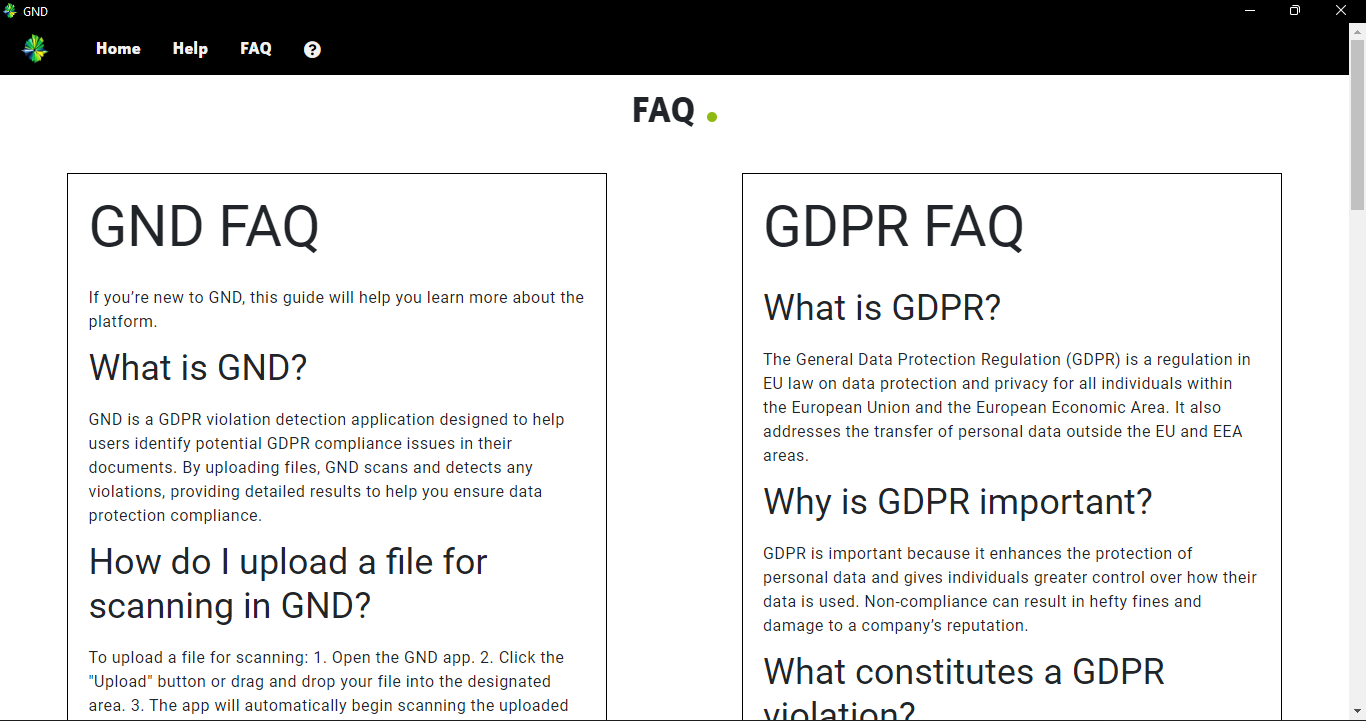 GND
Home Help FAQ
FAQ
GND FAQ
If you're new to GND, this guide will help you learn more about the
platform.
What is GND?
GND is a GDPR violation detection application designed to help
users identify potential GDPR compliance issues in their
documents. By uploading files, GND scans and detects any
violations, providing detailed results to help you ensure data
protection compliance.
How do I upload a file for
scanning in GND?
To upload a file for scanning: 1. Open the GND app. 2. Click the
"Upload" button or drag and drop your file into the designated
area. 3. The app will automatically begin scanning the uploaded
GDPR FAQ
What is GDPR?
The General Data Protection Regulation (GDPR) is a regulation in
EU law on data protection and privacy for all individuals within
the European Union and the European Economic Area. It also
addresses the transfer of personal data outside the EU and EEA
areas.
Why is GDPR important?
GDPR is important because it enhances the protection of
personal data and gives individuals greater control over how their
data is used. Non-compliance can result in hefty fines and
damage to a company's reputation.
What constitutes a GDPR
violation?